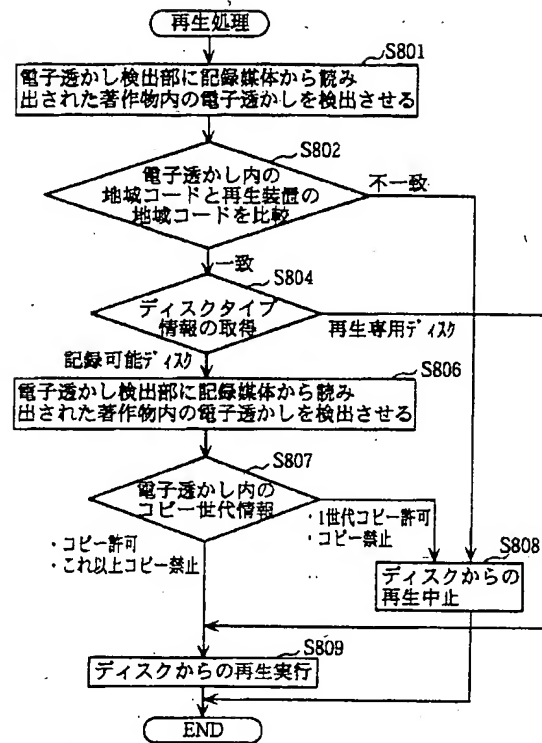 再生処理
S801
電子透かし検出部に記録媒体から読み
出された著作物内の電子透かしを検出させる
S802
電子透かし内の
地域コードと再生装置の
地域コードを比較
不一致
一致
S804
ディスクタイプ
情報の取得
再生専用ディスク
記録可能ディスク
S806
電子透かし検出部に記録媒体から読み
出された著作物内の電子透かしを検出させる
S807
電子透かし内の
コピー世代情報
・1世代コピー許可
・コピー禁止
・コピー許可
・これ以上コピー禁止
S808
ディスクからの
再生中止
S809
ディスクからの再生実行
END